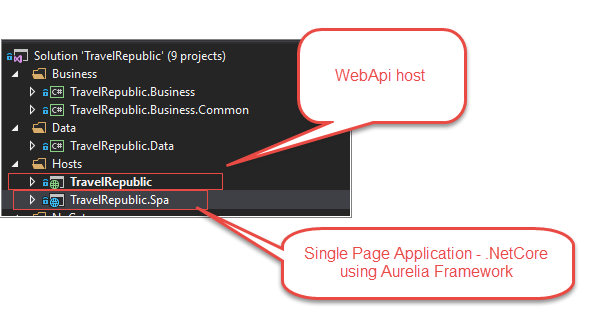 Solution 'TravelRepublic' (9 projects)
Business
C# TravelRepublic.Business
C# TravelRepublic.Business.Common
Data
C# TravelRepublic.Data
Hosts
TravelRepublic
TravelRepublic.Spa
WebApi host
Single Page Application - .NetCore
using Aurelia Framework